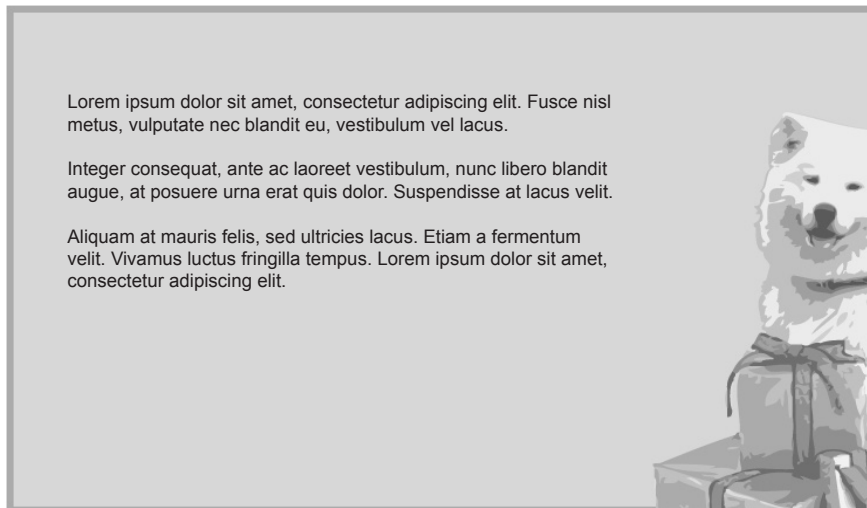 Lorem ipsum dolor sit amet, consectetur adipiscing elit. Fusce nisl
metus, vulputate nec blandit eu, vestibulum vel lacus.
Integer consequat, ante ac laoreet vestibulum, nunc libero blandit
augue, at posuere urna erat quis dolor. Suspendisse at lacus velit.
Aliquam at mauris felis, sed ultricies lacus. Etiam a fermentum
velit. Vivamus luctus fringilla tempus. Lorem ipsum dolor sit amet,
consectetur adipiscing elit.